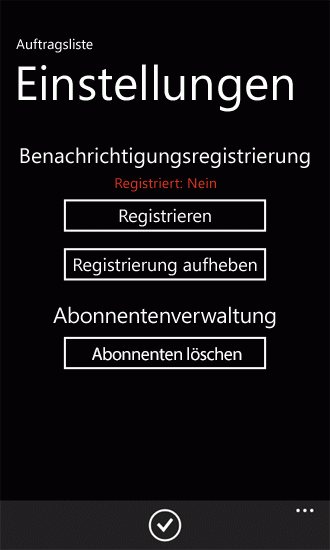 Auftragsliste
Einstellungen
Benachrichtigungsregistrierung
Registriert: Nein
Registrieren
Registrierung aufheben
Abonnentenverwaltung
Abonnenten löschen